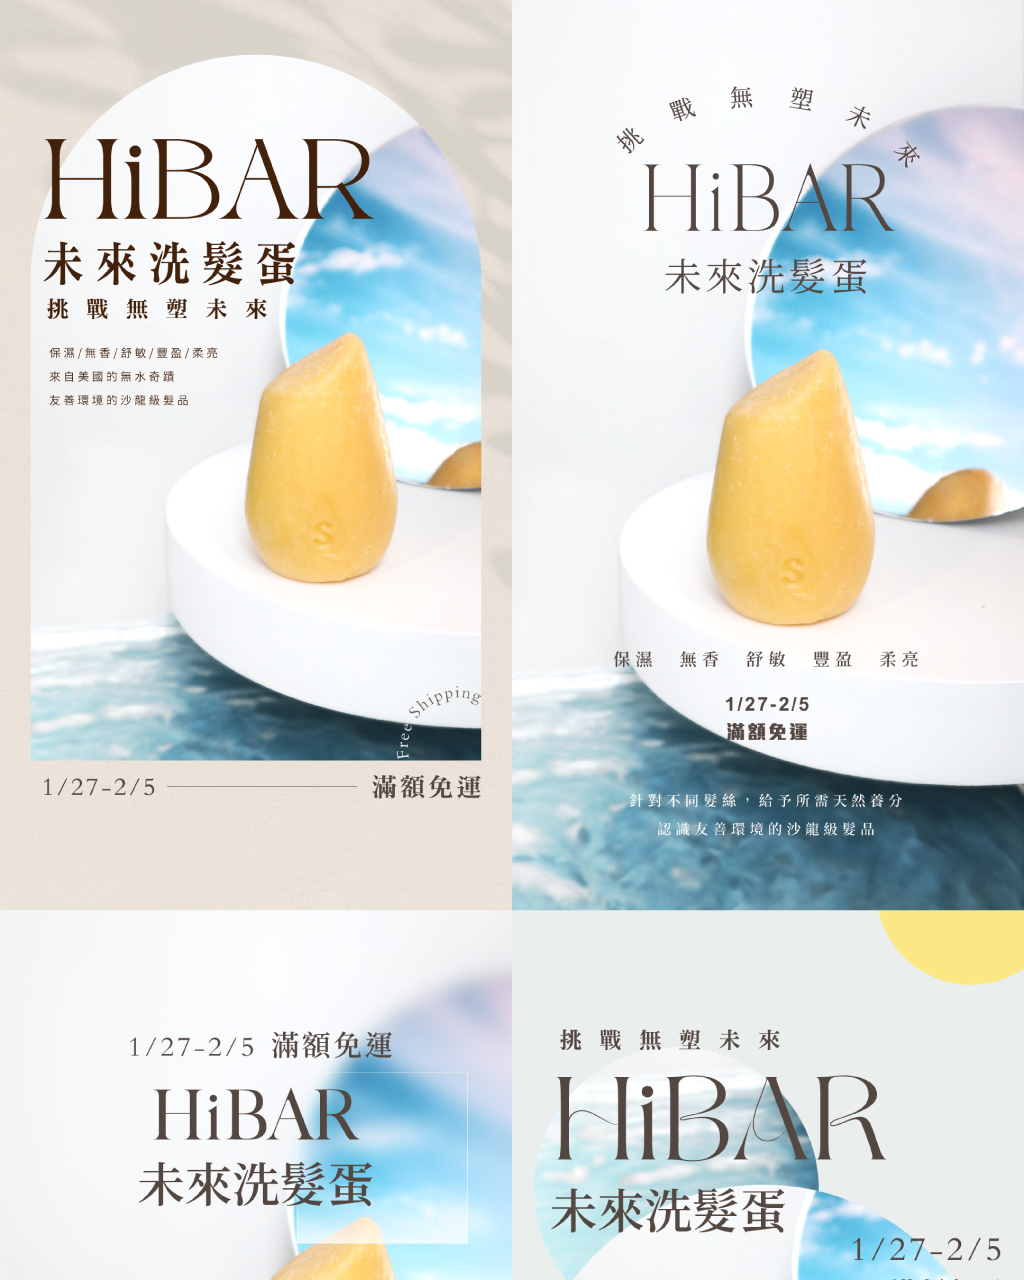 HiBAR
未來洗髮蛋
挑戰無塑未來
保濕/無香/舒敏/豐盈/柔亮
來自美國的無水奇蹟
友善環境的沙龍級髮品
S
Free Shipping
1/27-2/5
滿額免運
挑戰無塑未來
HiBAR
未來洗髮蛋
S
保濕 無香 舒敏 豐盈 柔亮
1/27-2/5
滿額免運
針對不同髮絲，給予所需天然養分
認識友善環境的沙龍級髮品
1/27-2/5 滿額免運
HiBAR
未來洗髮蛋
挑戰無塑未來
HiBAR
未來洗髮蛋
1/27-2/5